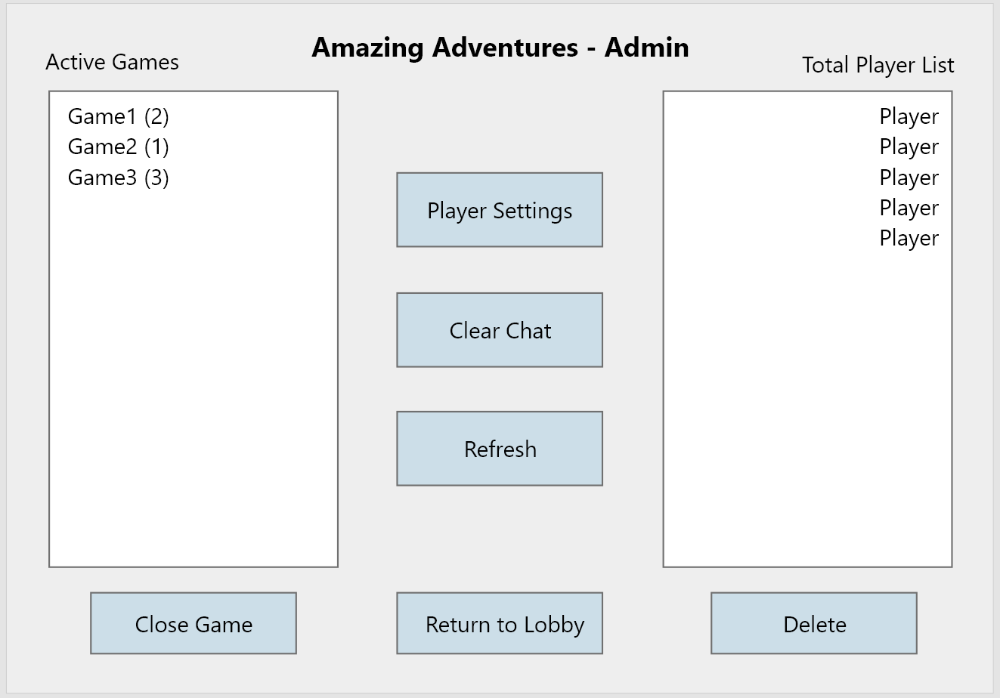 Amazing Adventures - Admin
Active Games
Total Player List
Game1 (2)
Game2 (1)
Game3 (3)
Player
Player
Player
Player
Player
Player Settings
Clear Chat
Refresh
Close Game
Return to Lobby
Delete